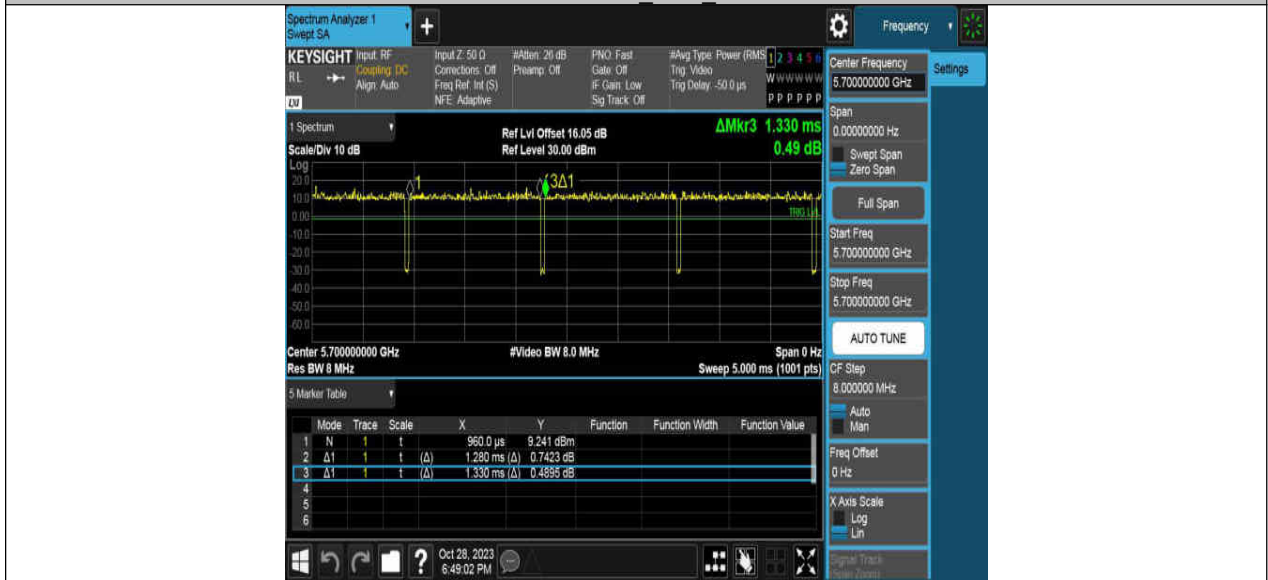 Spectrum Analyzer 1
Swept SA
+
Frequency
KEYSIGHT
RL
LXI
Input: RF
Coupling: DC
Align: Auto
Input Z: 50 Ω
Corrections: Off
Freq Ref: Int (S)
NFE: Adaptive
#Atten: 26 dB
Preamp: Off
PNO: Fast
Gate: Off
IF Gain: Low
Sig Track: Off
#Avg Type: Power (RMS
Trig: Video
Trig Delay: -50.0 µs
1 2 3 4 5 6
W W W W W W
P P P P P P
Center Frequency
5.700000000 GHz
Settings
1 Spectrum
Scale/Div 10 dB
Ref Lvl Offset 16.05 dB
Ref Level 30.00 dBm
ΔMkr3 1.330 ms
0.49 dB
Log
20.0
10.0
0.00
-10.0
-20.0
-30.0
-40.0
-50.0
-60.0
1
3Δ1
TRIG LVL
Center 5.700000000 GHz
Res BW 8 MHz
#Video BW 8.0 MHz
Span 0 Hz
Sweep 5.000 ms (1001 pts)
Span
0.00000000 Hz
Swept Span
Zero Span
Full Span
Start Freq
5.700000000 GHz
Stop Freq
5.700000000 GHz
AUTO TUNE
CF Step
8.000000 MHz
Auto
Man
Freq Offset
0 Hz
X Axis Scale
Log
Lin
Signal Track
(Span Zoom)
5 Marker Table
Mode Trace Scale X Y Function Function Width Function Value
1 N 1 t 960.0 µs 9.241 dBm
2 Δ1 1 t (Δ) 1.280 ms (Δ) 0.7423 dB
3 Δ1 1 t (Δ) 1.330 ms (Δ) 0.4895 dB
4
5
6
?
Oct 28, 2023
6:49:02 PM